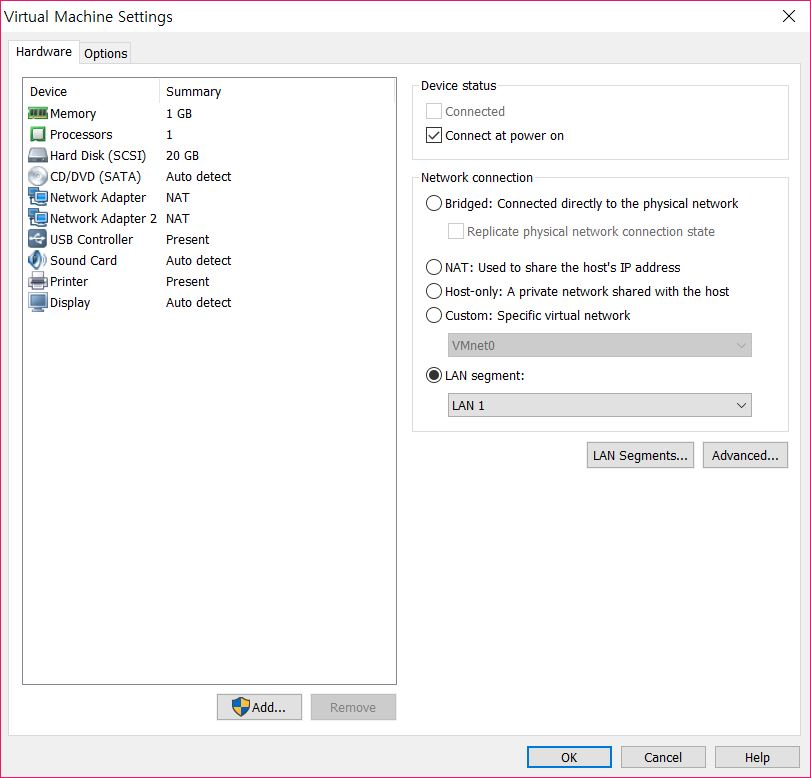 Virtual Machine Settings
Hardware
Options
Device Summary
Memory 1 GB
Processors 1
Hard Disk (SCSI) 20 GB
CD/DVD (SATA) Auto detect
Network Adapter NAT
Network Adapter 2 NAT
USB Controller Present
Sound Card Auto detect
Printer Present
Display Auto detect
Add...
Remove
Device status
Connected
Connect at power on
Network connection
Bridged: Connected directly to the physical network
Replicate physical network connection state
NAT: Used to share the host's IP address
Host-only: A private network shared with the host
Custom: Specific virtual network
VMnet0
LAN segment:
LAN 1
LAN Segments...
Advanced...
OK
Cancel
Help